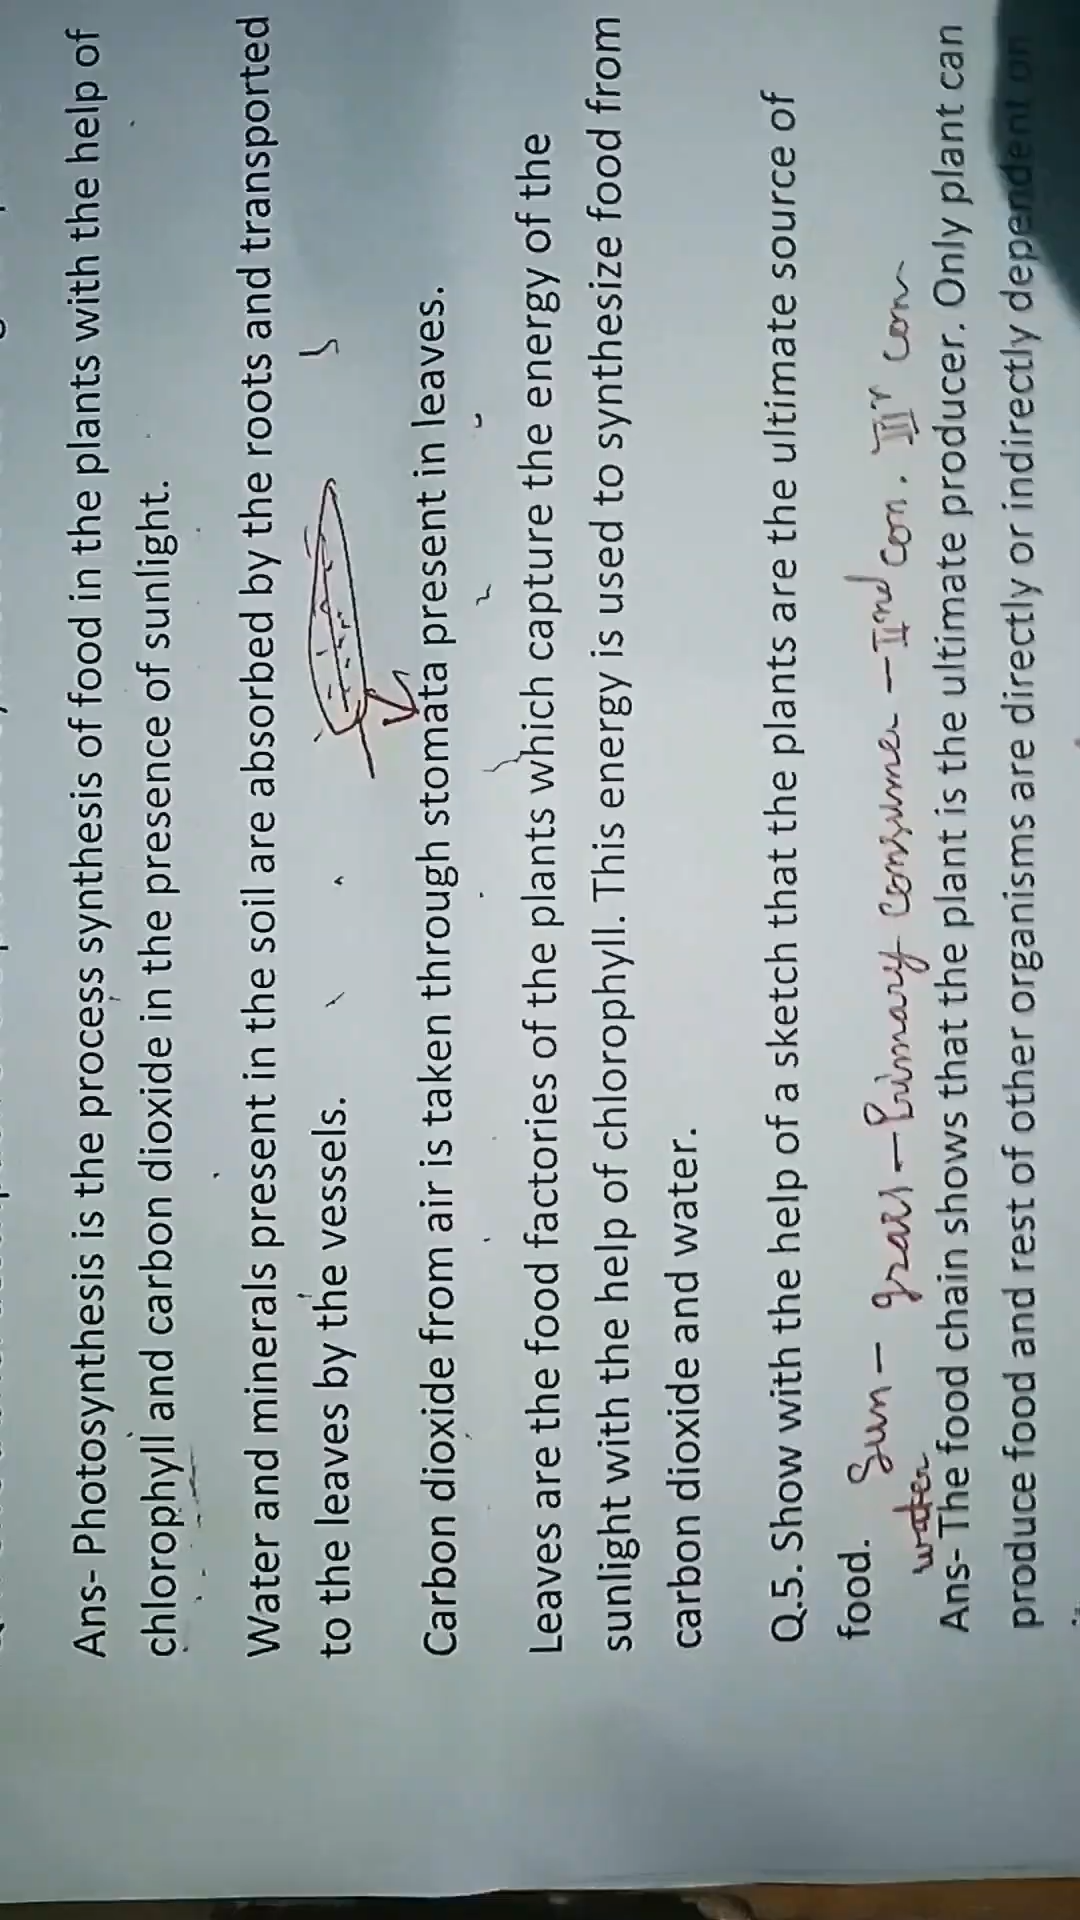 Ans- Photosynthesis is the process synthesis of food in the plants with the help of
chlorophyll and carbon dioxide in the presence of sunlight.
Water and minerals present in the soil are absorbed by the roots and transported
to the leaves by the vessels.
Carbon dioxide from air is taken through stomata present in leaves.
Leaves are the food factories of the plants which capture the energy of the
sunlight with the help of chlorophyll. This energy is used to synthesize food from
carbon dioxide and water.
Q.5. Show with the help of a sketch that the plants are the ultimate source of
food. Sun - grass - Primary consumer - IInd con. IIIr con
water
Ans- The food chain shows that the plant is the ultimate producer. Only plant can
produce food and rest of other organisms are directly or indirectly dependent on